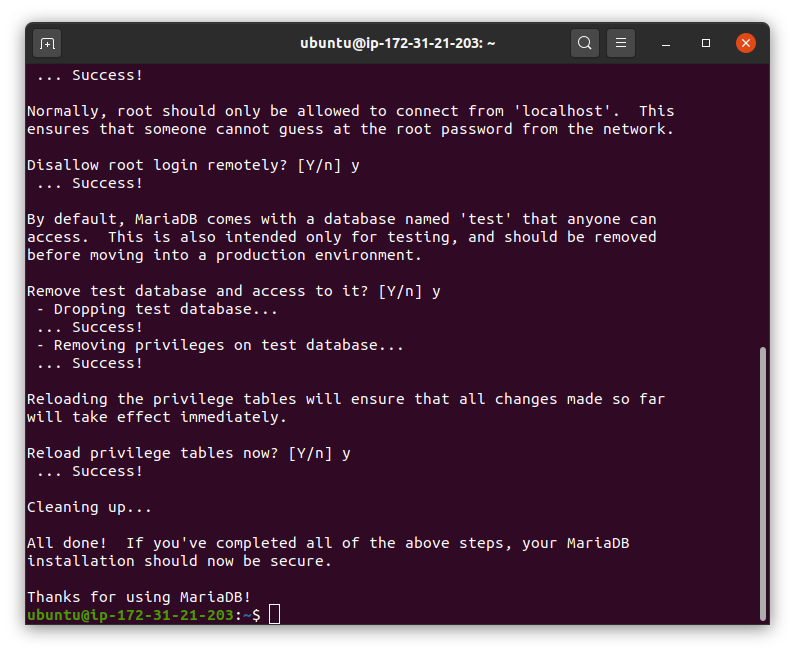 ubuntu@ip-172-31-21-203: ~
... Success!
Normally, root should only be allowed to connect from 'localhost'.  This
ensures that someone cannot guess at the root password from the network.
Disallow root login remotely? [Y/n] y
... Success!
By default, MariaDB comes with a database named 'test' that anyone can
access.  This is also intended only for testing, and should be removed
before moving into a production environment.
Remove test database and access to it? [Y/n] y
- Dropping test database...
... Success!
- Removing privileges on test database...
... Success!
Reloading the privilege tables will ensure that all changes made so far
will take effect immediately.
Reload privilege tables now? [Y/n] y
... Success!
Cleaning up...
All done!  If you've completed all of the above steps, your MariaDB
installation should now be secure.
Thanks for using MariaDB!
ubuntu@ip-172-31-21-203:~$